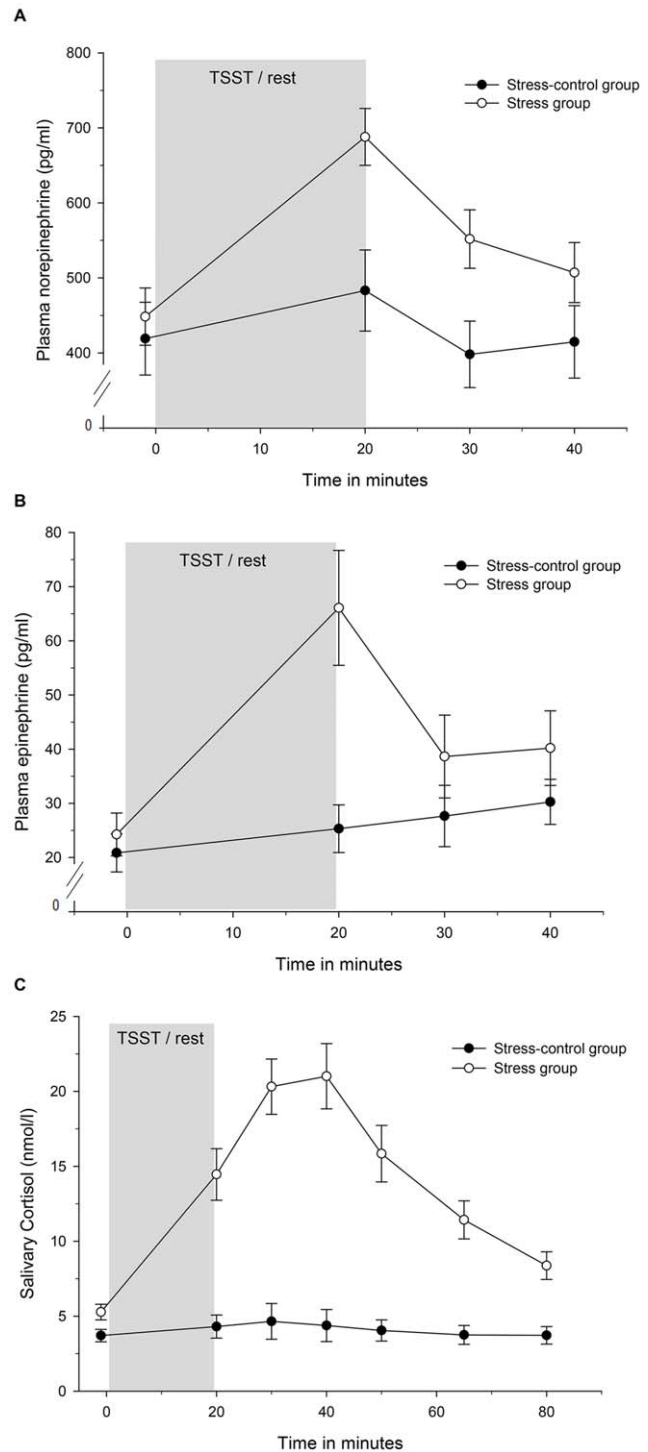 A
800
700
600
500
400
0
Plasma norepinephrine (pg/ml)
TSST / rest
Stress-control group
Stress group
0
10
20
30
40
Time in minutes
B
80
70
60
50
40
30
20
0
Plasma epinephrine (pg/ml)
TSST / rest
Stress-control group
Stress group
0
10
20
30
40
Time in minutes
C
25
20
15
10
5
0
Salivary Cortisol (nmol/l)
TSST / rest
Stress-control group
Stress group
0
20
40
60
80
Time in minutes